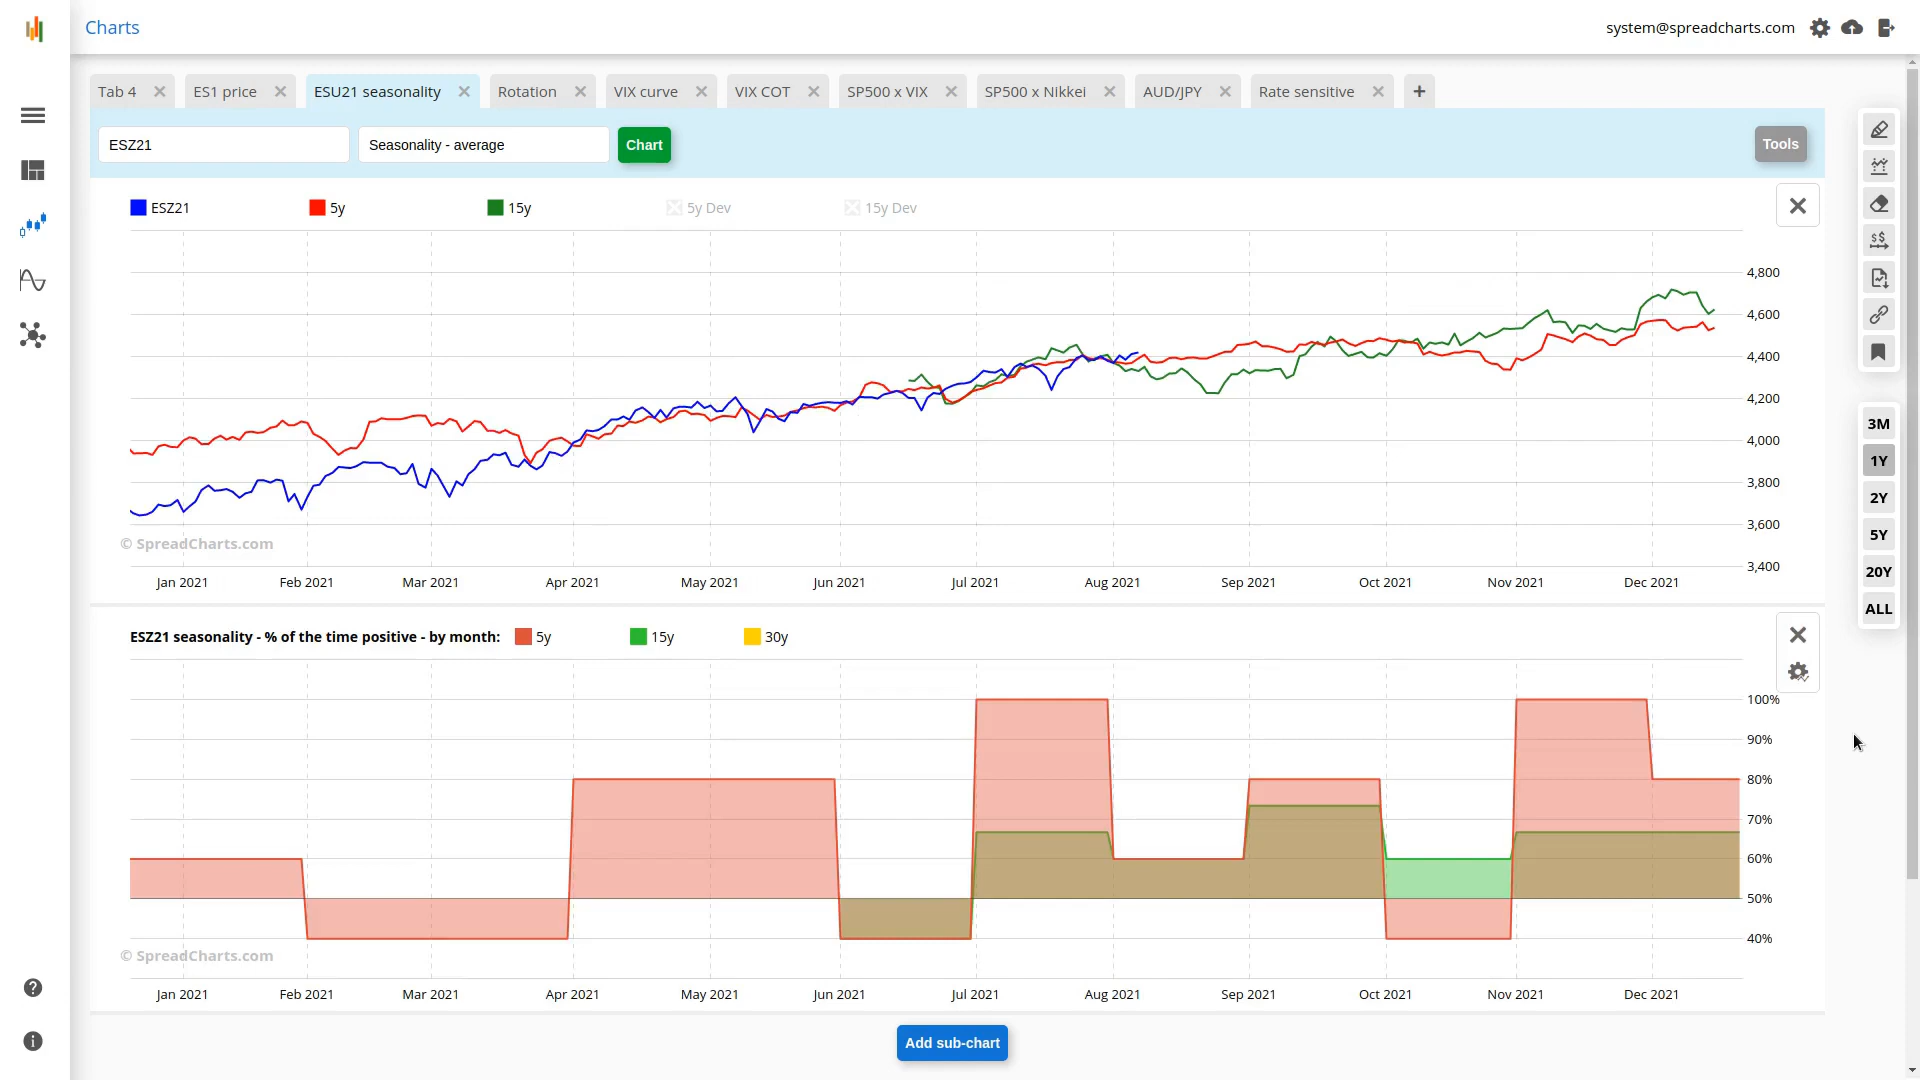 Charts
system@spreadcharts.com
Tab 4
ES1 price
ESU21 seasonality
Rotation
VIX curve
VIX COT
SP500 x VIX
SP500 x Nikkei
AUD/JPY
Rate sensitive
+
ESZ21
Seasonality - average
Chart
Tools
ESZ21
5y
15y
5y Dev
15y Dev
4,800
4,600
4,400
4,200
4,000
3,800
3,600
3,400
© SpreadCharts.com
Jan 2021
Feb 2021
Mar 2021
Apr 2021
May 2021
Jun 2021
Jul 2021
Aug 2021
Sep 2021
Oct 2021
Nov 2021
Dec 2021
3M
1Y
2Y
5Y
20Y
ALL
ESZ21 seasonality - % of the time positive - by month:
5y
15y
30y
100%
90%
80%
70%
60%
50%
40%
© SpreadCharts.com
Jan 2021
Feb 2021
Mar 2021
Apr 2021
May 2021
Jun 2021
Jul 2021
Aug 2021
Sep 2021
Oct 2021
Nov 2021
Dec 2021
Add sub-chart